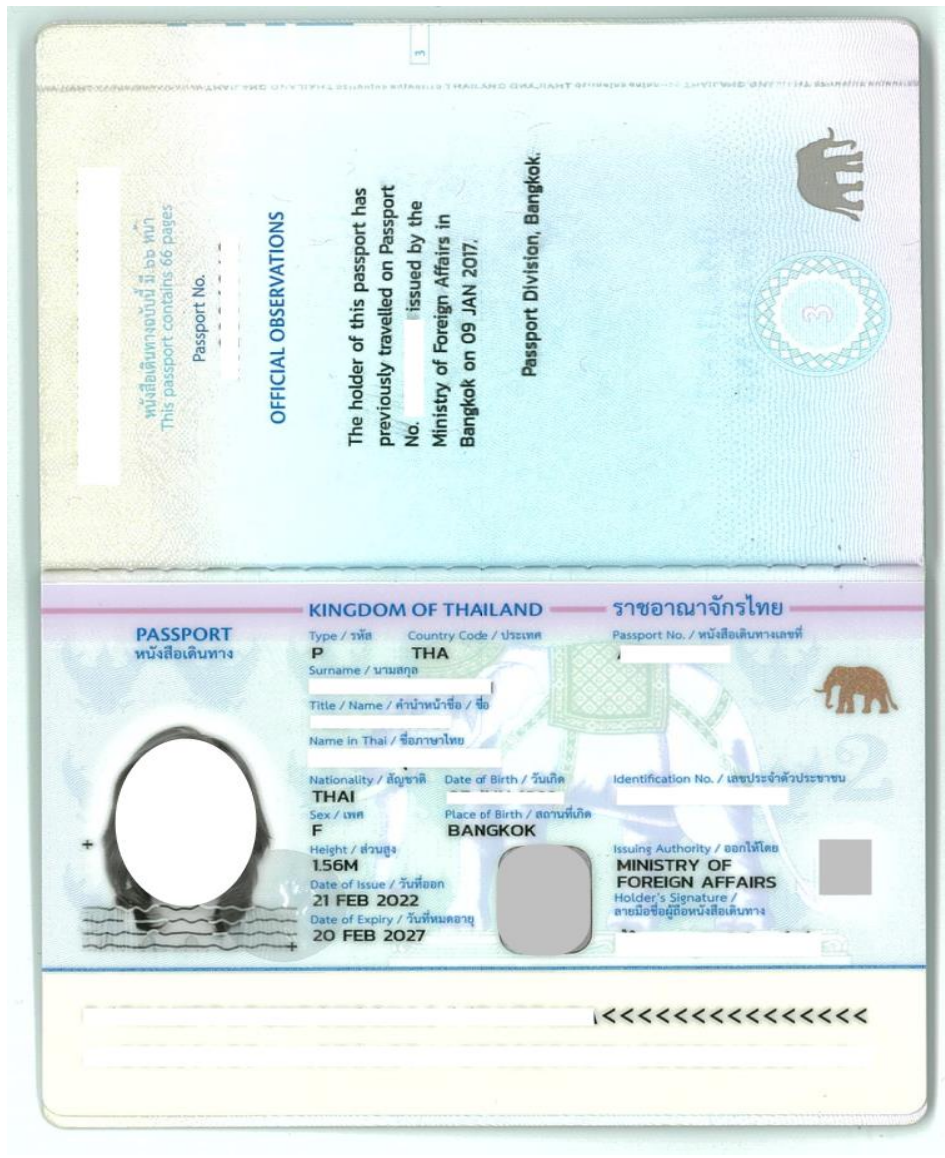 3
หนังสือเดินทางฉบับนี้ มี ๖๖ หน้า
This passport contains 66 pages
Passport No.
OFFICIAL OBSERVATIONS
The holder of this passport has
previously travelled on Passport
No. issued by the
Ministry of Foreign Affairs in
Bangkok on 09 JAN 2017.
Passport Division, Bangkok.
3
KINGDOM OF THAILAND
ราชอาณาจักรไทย
PASSPORT
หนังสือเดินทาง
Type / รหัส
Country Code / ประเทศ
Passport No. / หนังสือเดินทางเลขที่
P
THA
Surname / นามสกุล
Title / Name / คำนำหน้าชื่อ / ชื่อ
Name in Thai / ชื่อภาษาไทย
Nationality / สัญชาติ
Date of Birth / วันเกิด
Identification No. / เลขประจำตัวประชาชน
THAI
Sex / เพศ
Place of Birth / สถานที่เกิด
F
BANGKOK
Height / ส่วนสูง
Issuing Authority / ออกให้โดย
1.56M
MINISTRY OF
FOREIGN AFFAIRS
Date of Issue / วันที่ออก
21 FEB 2022
Holder's Signature /
ลายมือชื่อผู้ถือหนังสือเดินทาง
Date of Expiry / วันที่หมดอายุ
20 FEB 2027
2
<<<<<<<<<<<<<<<